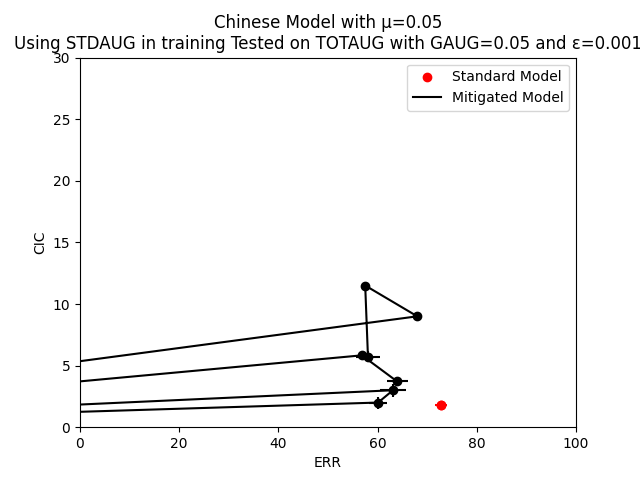 Chinese Model with μ=0.05
Using STDAUG in training Tested on TOTAUG with GAUG=0.05 and ε=0.001
30
25
20
15
10
5
0
CIC
Standard Model
Mitigated Model
0 20 40 60 80 100
ERR